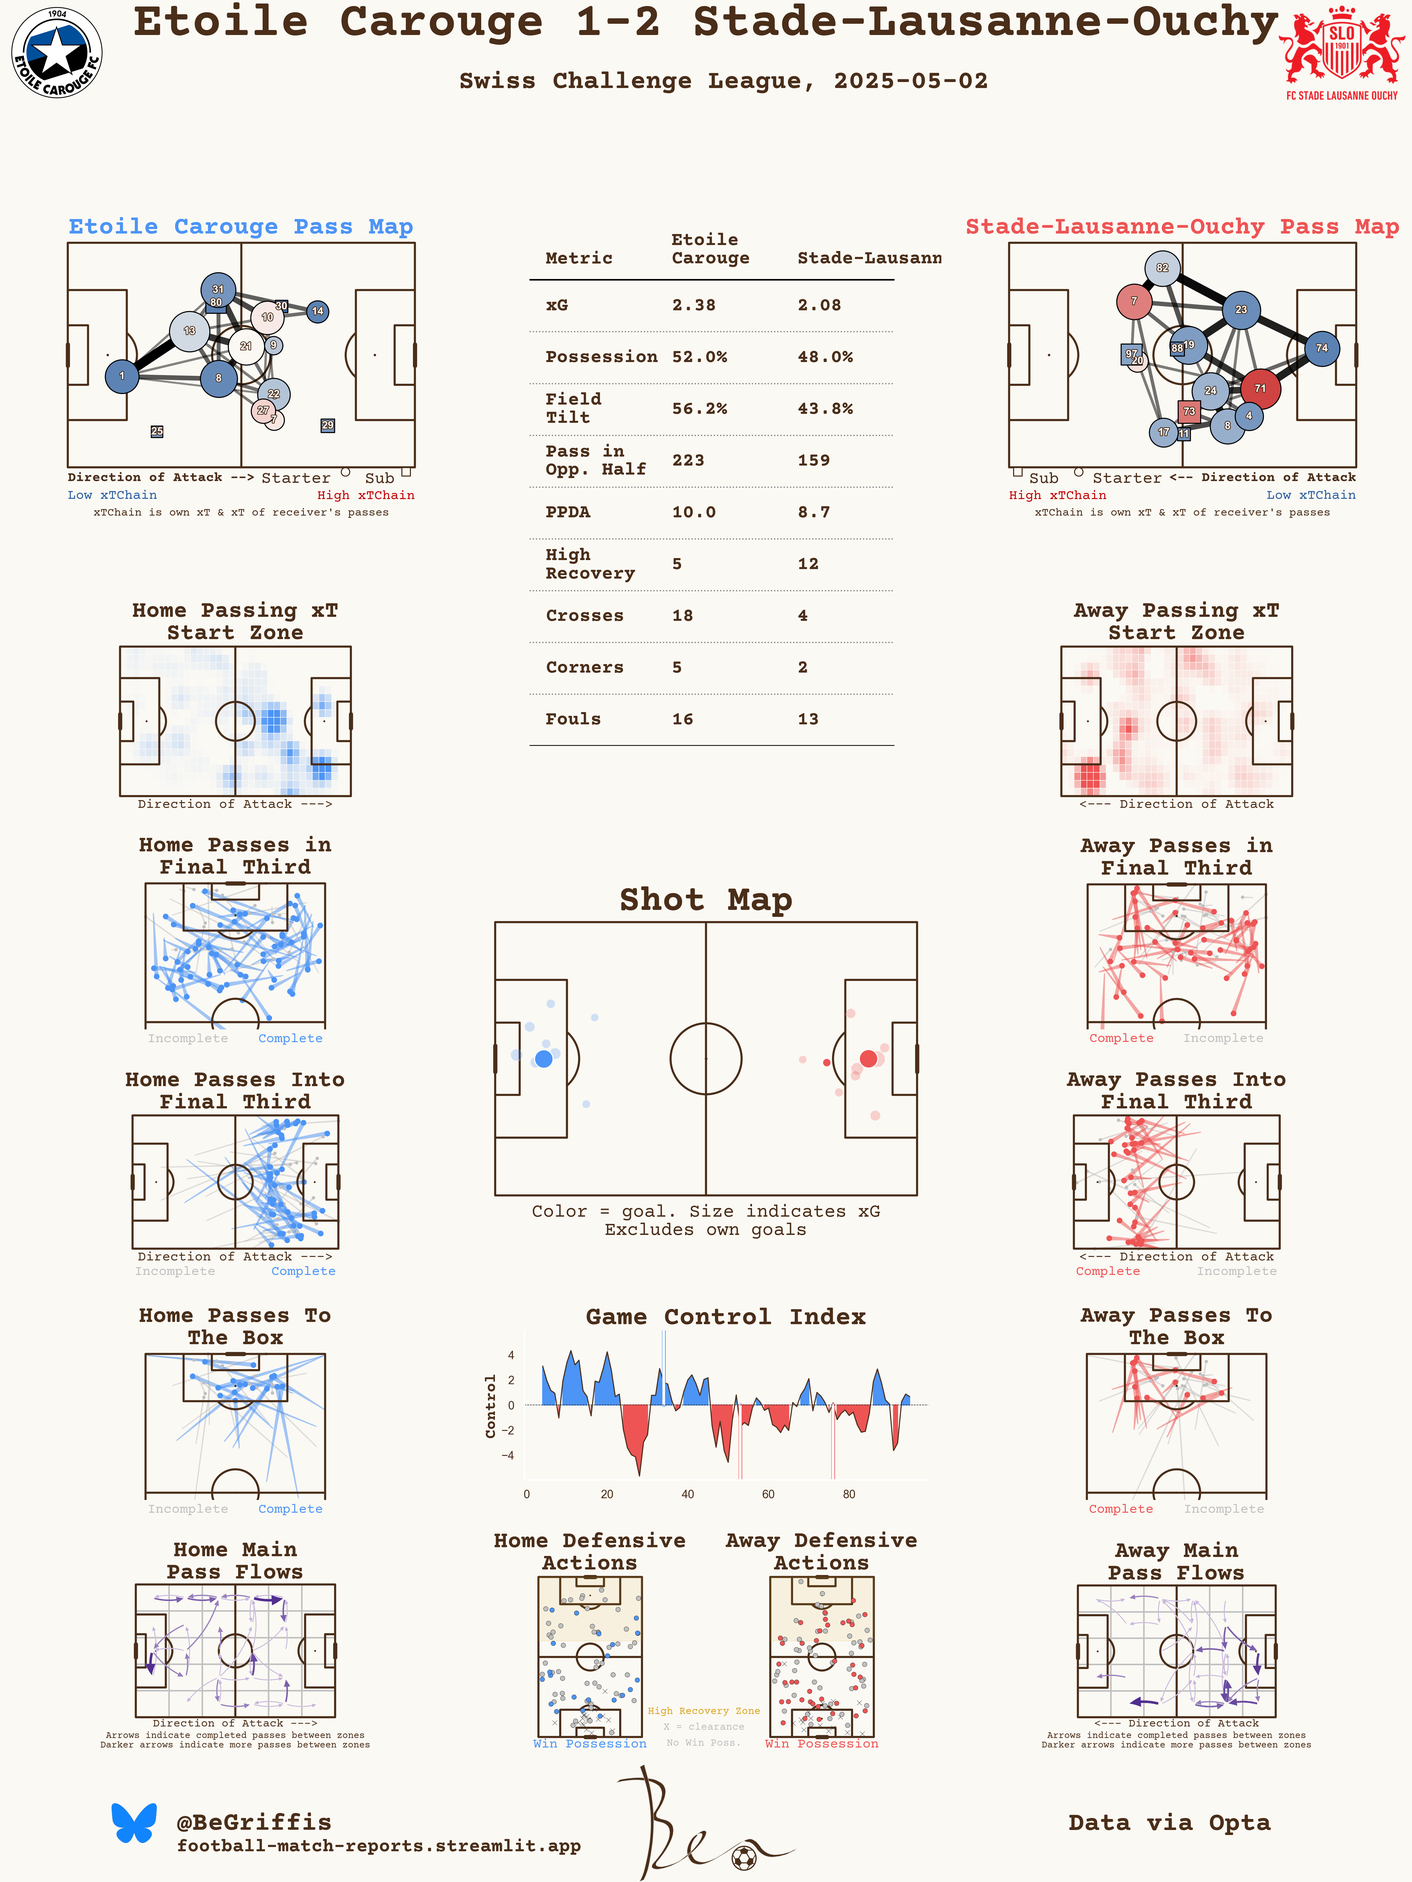 Etoile Carouge 1-2 Stade-Lausanne-Ouchy
Swiss Challenge League, 2025-05-02
1904
ETOILE CAROUGE FC
SLO
1901
FC STADE LAUSANNE OUCHY
Etoile Carouge Pass Map
31
80
30
14
10
13
21
9
1
8
22
27
7
25
29
Direction of Attack --> Starter Sub
Low xTChain High xTChain
xTChain is own xT & xT of receiver's passes
Metric Etoile Carouge Stade-Lausann
xG 2.38 2.08
Possession 52.0% 48.0%
Field Tilt 56.2% 43.8%
Pass in Opp. Half 223 159
PPDA 10.0 8.7
High Recovery 5 12
Crosses 18 4
Corners 5 2
Fouls 16 13
Stade-Lausanne-Ouchy Pass Map
82
7
23
97
20
88
19
74
24
71
73
4
17
11
8
Sub Starter <-- Direction of Attack
High xTChain Low xTChain
xTChain is own xT & xT of receiver's passes
Home Passing xT
Start Zone
Direction of Attack --->
Away Passing xT
Start Zone
<--- Direction of Attack
Home Passes in
Final Third
Incomplete Complete
Away Passes in
Final Third
Complete Incomplete
Shot Map
Color = goal. Size indicates xG
Excludes own goals
Home Passes Into
Final Third
Direction of Attack --->
Incomplete Complete
Away Passes Into
Final Third
<--- Direction of Attack
Complete Incomplete
Home Passes To
The Box
Incomplete Complete
Game Control Index
Control
4
2
0
−2
−4
0 20 40 60 80
Away Passes To
The Box
Complete Incomplete
Home Main
Pass Flows
Direction of Attack --->
Arrows indicate completed passes between zones
Darker arrows indicate more passes between zones
Home Defensive
Actions
Win Possession
High Recovery Zone
X = clearance
No Win Poss.
Away Defensive
Actions
Win Possession
Away Main
Pass Flows
<--- Direction of Attack
Arrows indicate completed passes between zones
Darker arrows indicate more passes between zones
@BeGriffis
football-match-reports.streamlit.app
Ben
Data via Opta